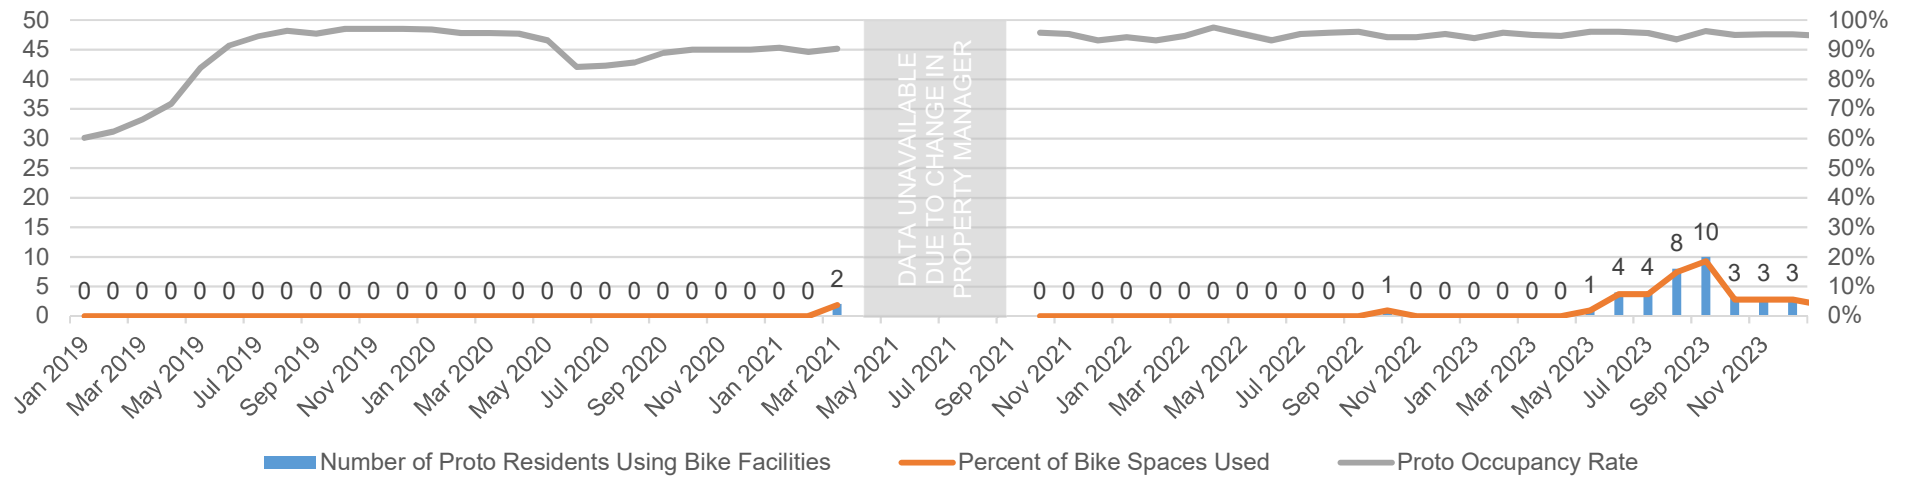 50
45
40
35
30
25
20
15
10
5
0
100%
90%
80%
70%
60%
50%
40%
30%
20%
10%
0%
DATA UNAVAILABLE
DUE TO CHANGE IN
PROPERTY MANAGER
0 0 0 0 0 0 0 0 0 0 0 0 0 0 0 0 0 0 0 0 0 0 0 0 0 0 2 0 0 0 0 0 0 0 0 0 0 0 0 1 0 0 0 0 0 0 1 4 4 8 10 3 3 3
Jan 2019
Mar 2019
May 2019
Jul 2019
Sep 2019
Nov 2019
Jan 2020
Mar 2020
May 2020
Jul 2020
Sep 2020
Nov 2020
Jan 2021
Mar 2021
May 2021
Jul 2021
Sep 2021
Nov 2021
Jan 2022
Mar 2022
May 2022
Jul 2022
Sep 2022
Nov 2022
Jan 2023
Mar 2023
May 2023
Jul 2023
Sep 2023
Nov 2023
Number of Proto Residents Using Bike Facilities
Percent of Bike Spaces Used
Proto Occupancy Rate